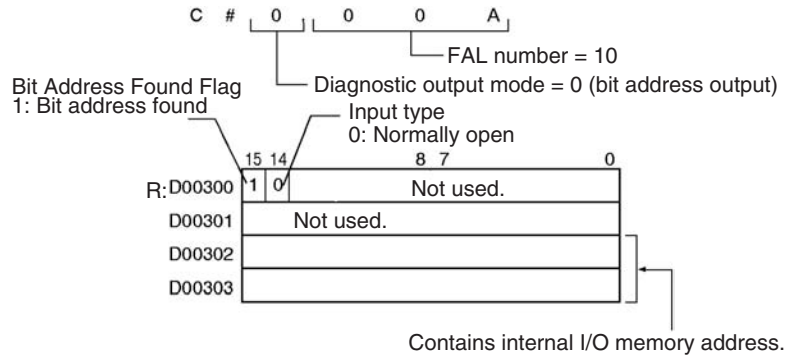 C # 0 0 0 A
FAL number = 10
Diagnostic output mode = 0 (bit address output)
Bit Address Found Flag
1: Bit address found
Input type
0: Normally open
15 14 8 7 0
R: D00300 1 0 Not used.
D00301 Not used.
D00302
D00303
Contains internal I/O memory address.